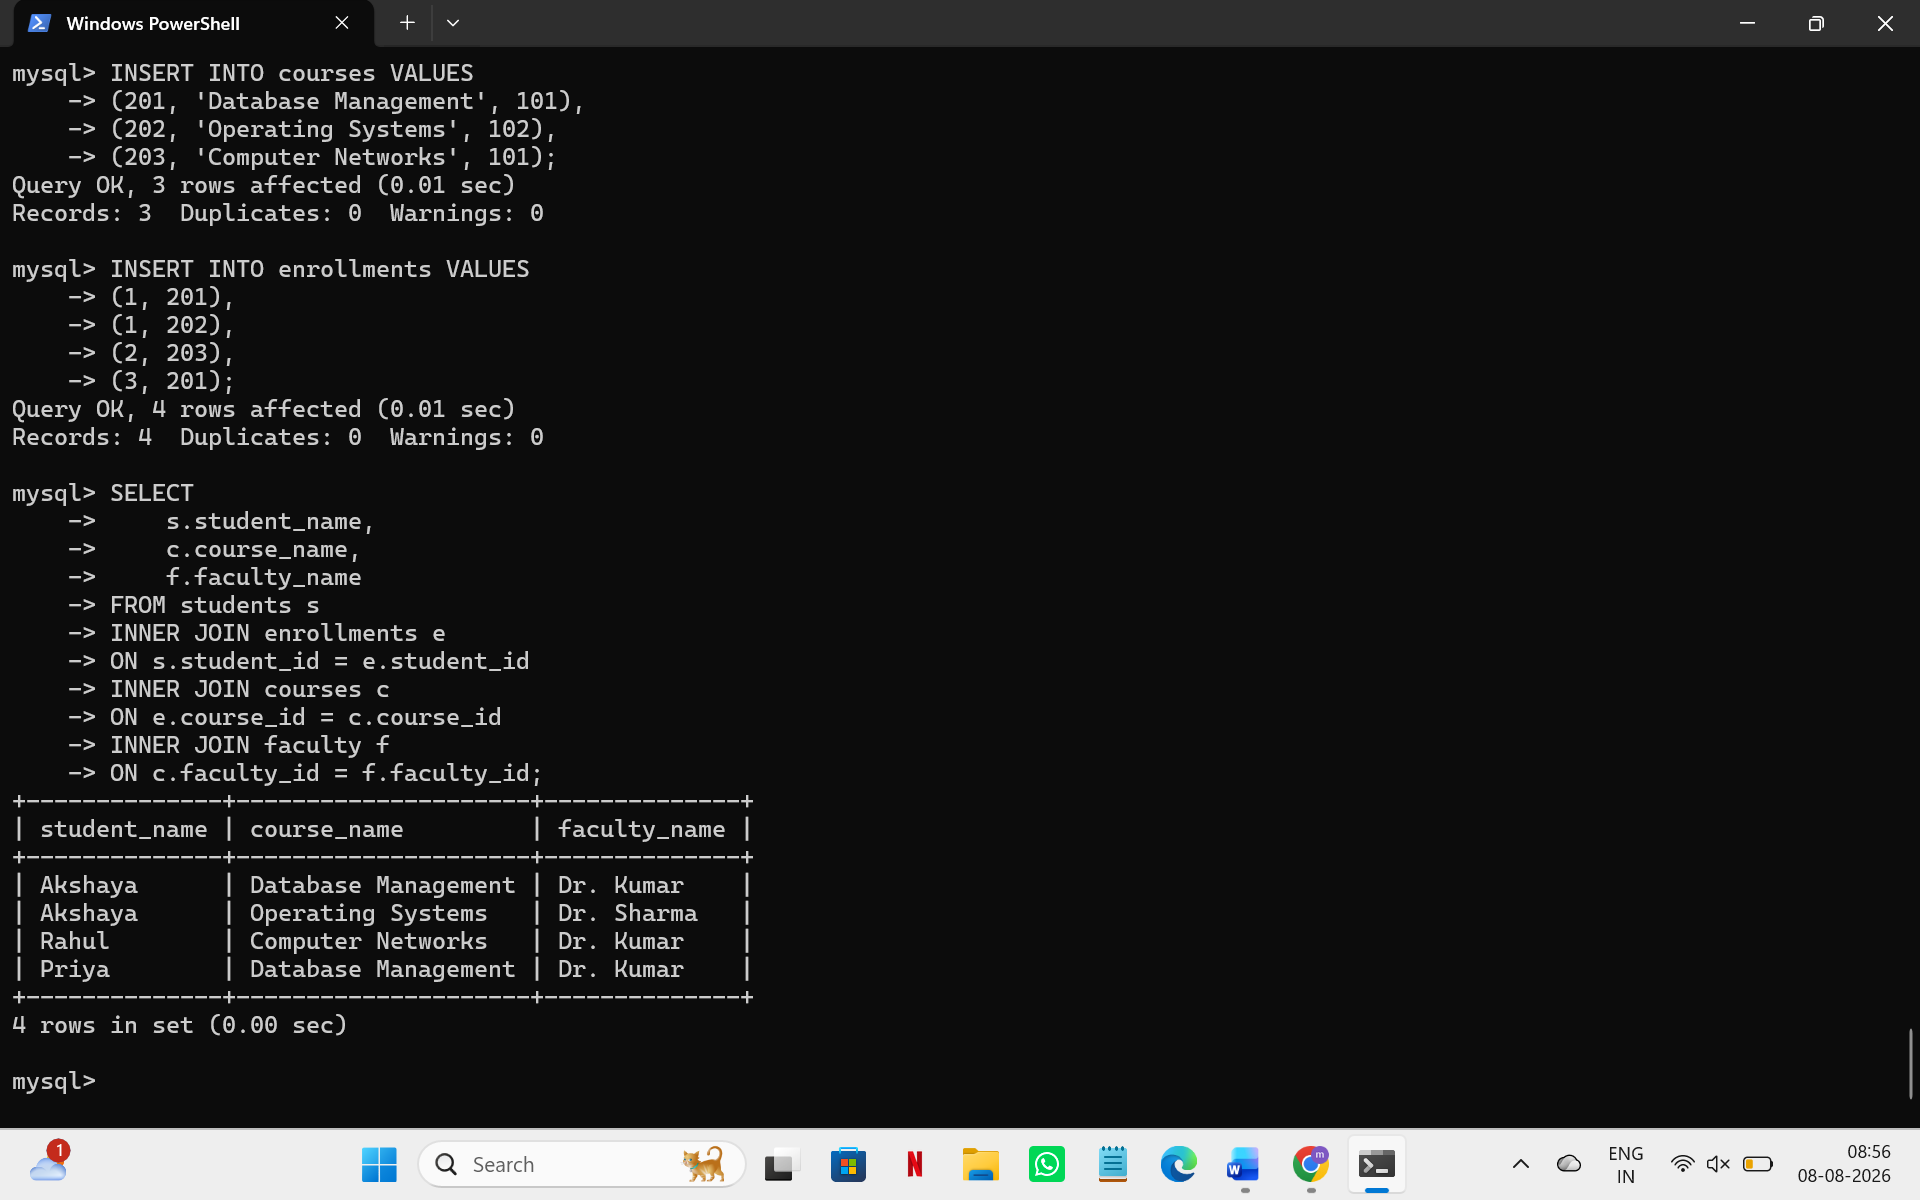 Windows PowerShell
mysql> INSERT INTO courses VALUES
    -> (201, 'Database Management', 101),
    -> (202, 'Operating Systems', 102),
    -> (203, 'Computer Networks', 101);
Query OK, 3 rows affected (0.01 sec)
Records: 3  Duplicates: 0  Warnings: 0
mysql> INSERT INTO enrollments VALUES
    -> (1, 201),
    -> (1, 202),
    -> (2, 203),
    -> (3, 201);
Query OK, 4 rows affected (0.01 sec)
Records: 4  Duplicates: 0  Warnings: 0
mysql> SELECT
    ->     s.student_name,
    ->     c.course_name,
    ->     f.faculty_name
    -> FROM students s
    -> INNER JOIN enrollments e
    -> ON s.student_id = e.student_id
    -> INNER JOIN courses c
    -> ON e.course_id = c.course_id
    -> INNER JOIN faculty f
    -> ON c.faculty_id = f.faculty_id;
+--------------+---------------------+--------------+
| student_name | course_name         | faculty_name |
+--------------+---------------------+--------------+
| Akshaya      | Database Management | Dr. Kumar    |
| Akshaya      | Operating Systems   | Dr. Sharma   |
| Rahul        | Computer Networks   | Dr. Kumar    |
| Priya        | Database Management | Dr. Kumar    |
+--------------+---------------------+--------------+
4 rows in set (0.00 sec)
mysql>
1
Search
N
W
m
ENG
IN
08:56
08-08-2026